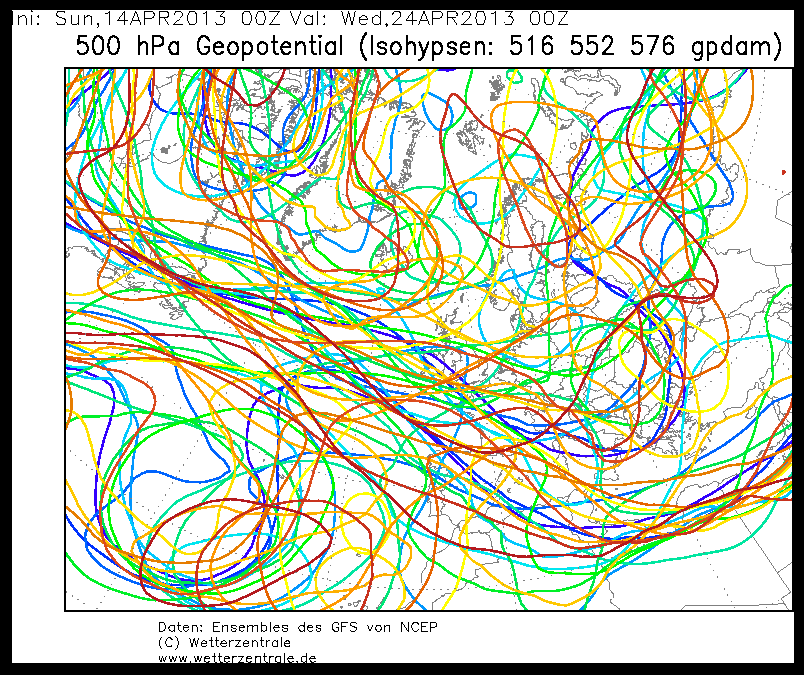 Ini: Sun,14APR2013 00Z Val: Wed,24APR2013 00Z
500 hPa Geopotential (Isohypsen: 516 552 576 gpdam)
Daten: Ensembles des GFS von NCEP
(C) Wetterzentrale
www.wetterzentrale.de